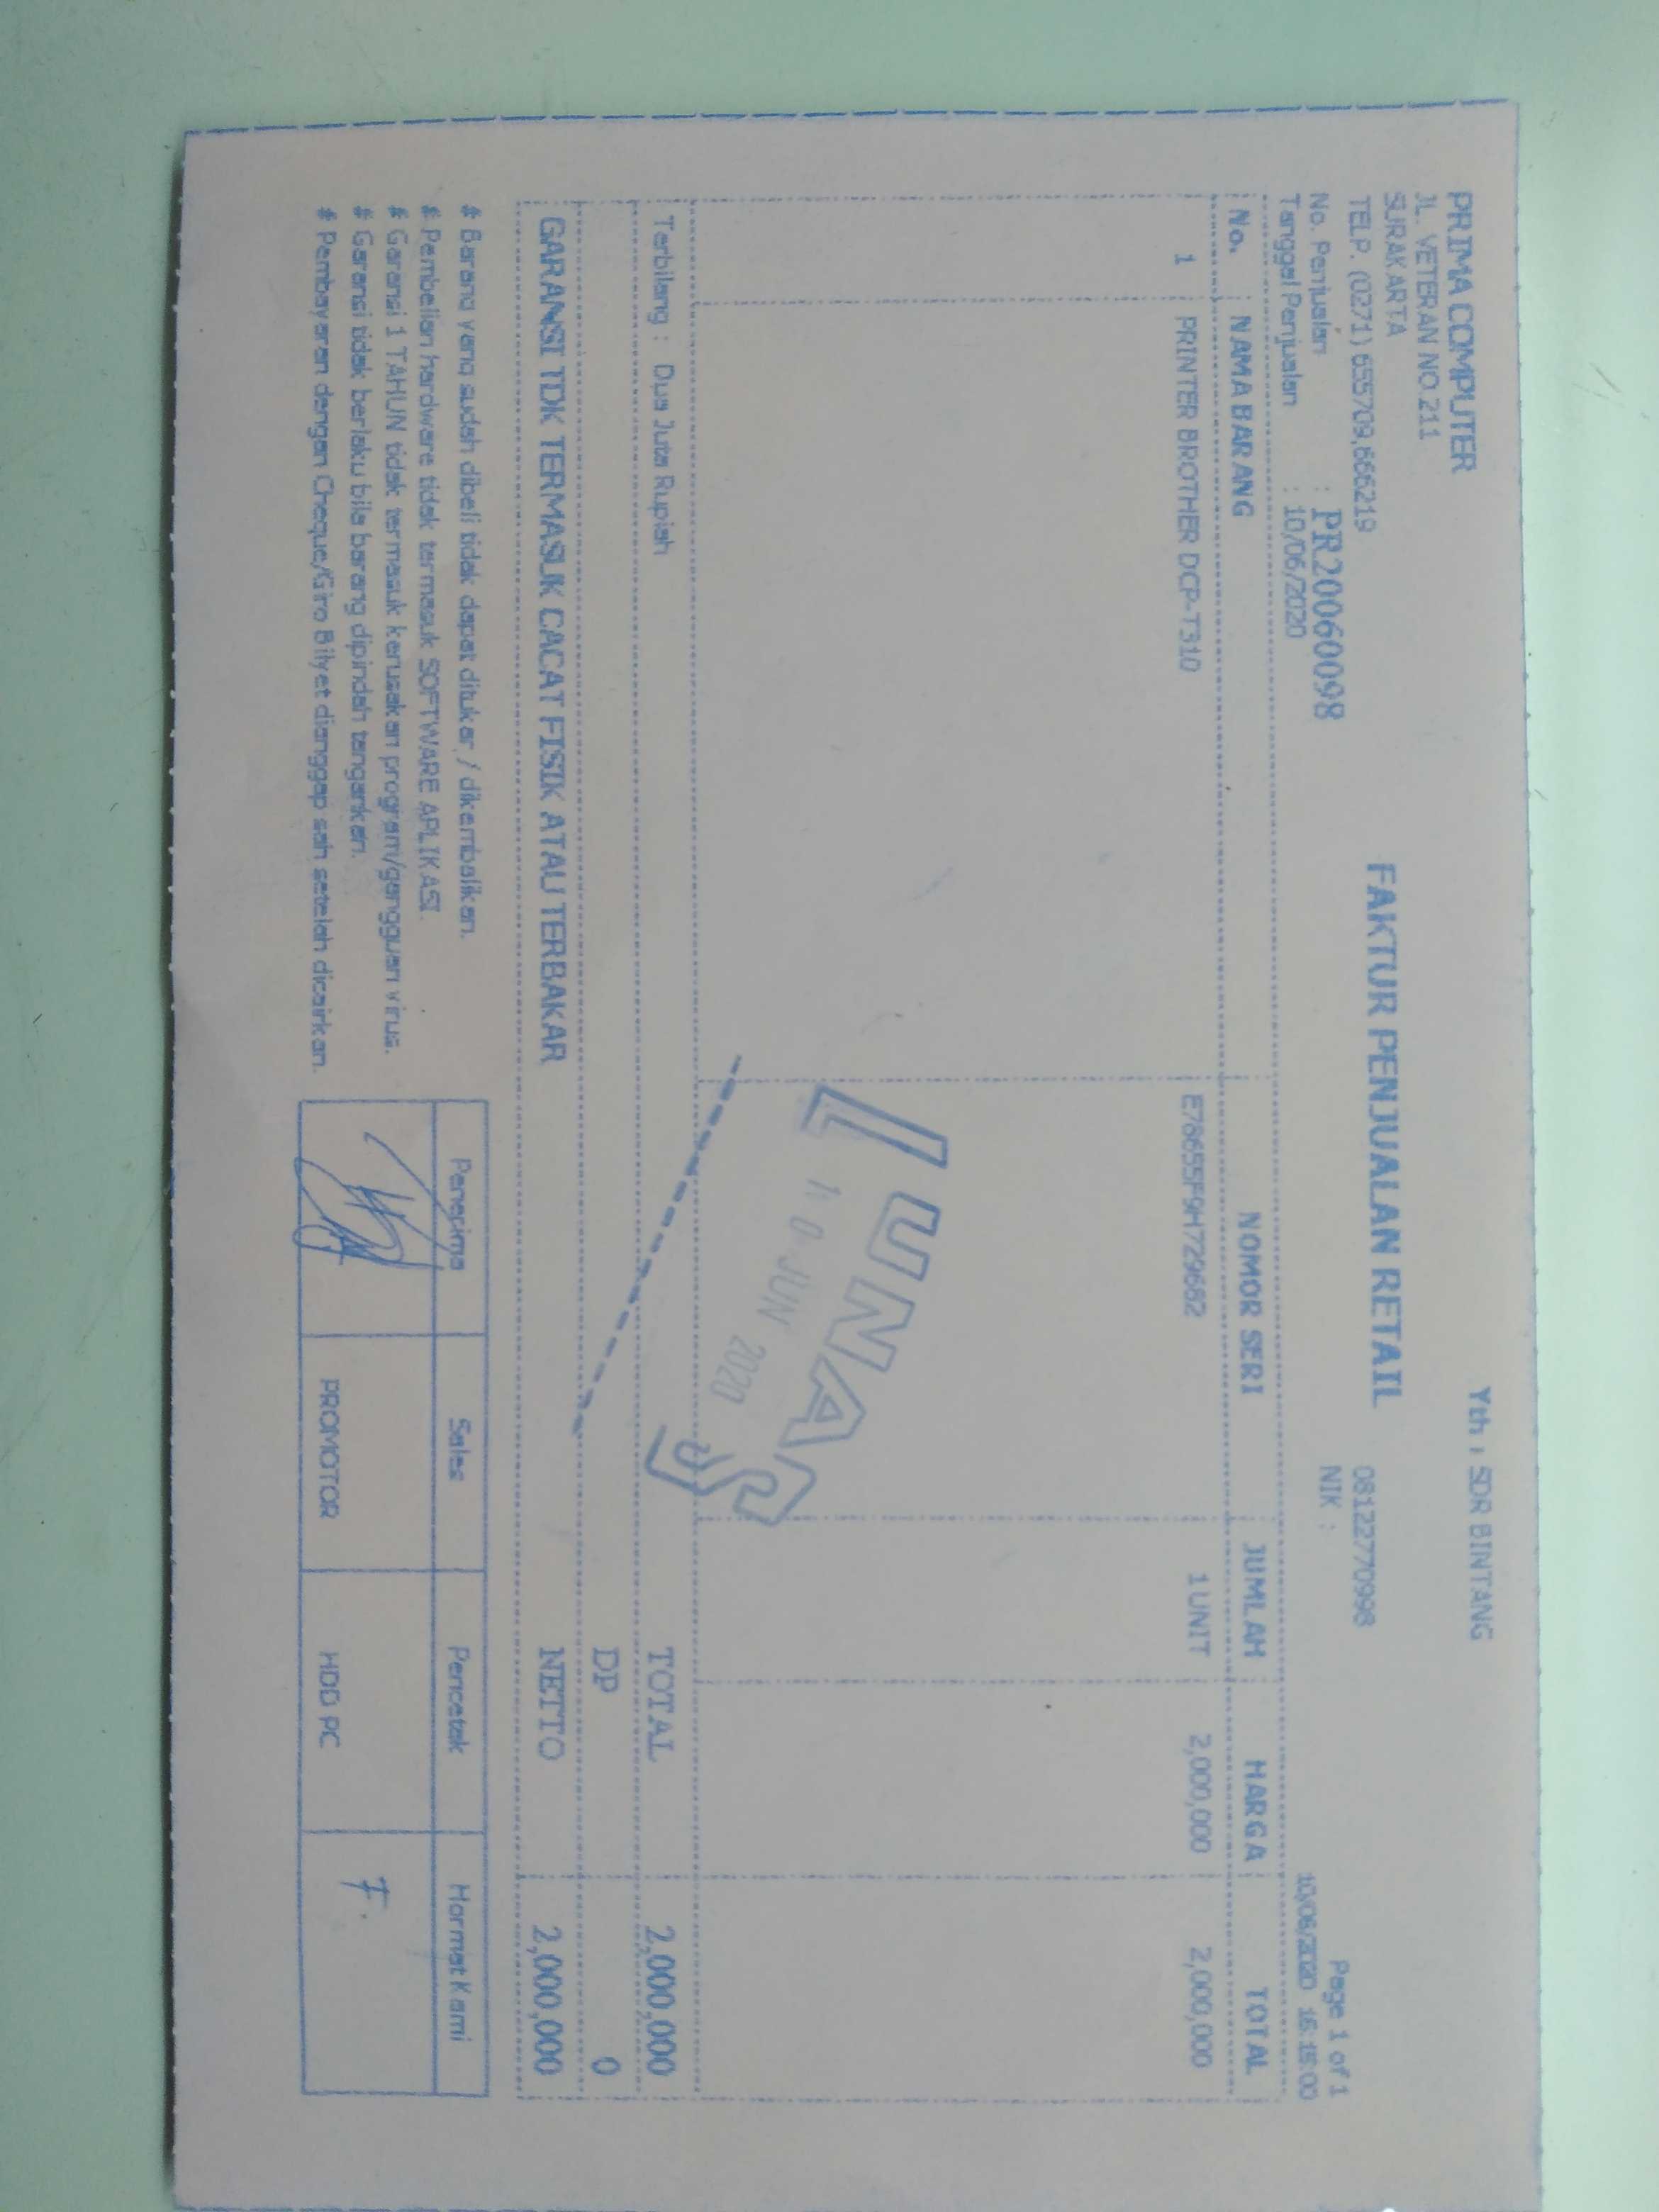 PRIMA COMPUTER
JL. VETERAN NO 211
SURAKARTA
TELP. (0271) 655709,666219
Yth : SDR BINTANG
FAKTUR PENJUALAN RETAIL
081227770998
NIK :
No. Penjualan : PR20060098
Tanggal Penjualan : 10/06/2020
Page 1 of 1
10/06/2020 15:15:00
No. NAMA BARANG NOMOR SERI JUMLAH HARGA TOTAL
1 PRINTER BROTHER DCP-T310 E78655F9H729682 1 UNIT 2,000,000 2,000,000
LUNAS
10 JUN 2020
Terbilang : Dua Juta Rupiah
TOTAL 2,000,000
DP 0
GARANSI TDK TERMASUK CACAT FISIK ATAU TERBAKAR
NETTO 2,000,000
# Barang yang sudah dibeli tidak dapat ditukar / dikembalikan.
# Pembelian hardware tidak termasuk SOFTWARE APLIKASI.
# Garansi 1 TAHUN tidak termasuk kerusakan program/gangguan virus.
# Garansi tidak berlaku bila barang dipindah tangankan.
# Pembayaran dengan Cheque/Giro Bilyet dianggap sah setelah dicairkan.
Penerima Sales Pencetak Hormat Kami
PROMOTOR HDD PC